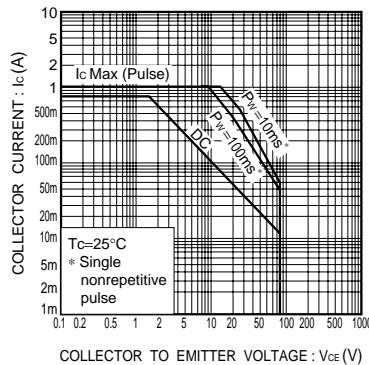 COLLECTOR CURRENT : IC (A)
10
5
2
1
500m
200m
100m
50m
20m
10m
5m
2m
1m
IC Max (Pulse)
PW=10ms*
PW=100ms*
DC
Tc=25°C
* Single
nonrepetitive
pulse
0.1 0.2 0.5 1 2 5 10 20 50 100 200 500 1000
COLLECTOR TO EMITTER VOLTAGE : VCE (V)